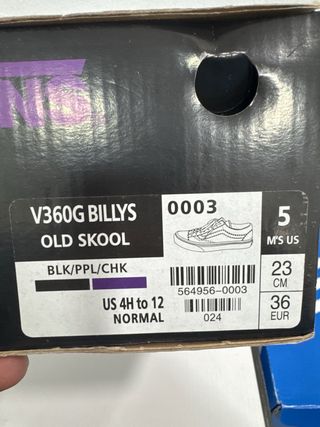 V360G BILLYS
OLD SKOOL
0003
5
M'S US
BLK/PPL/CHK
US 4H to 12
NORMAL
564956-0003
024
23
CM
36
EUR